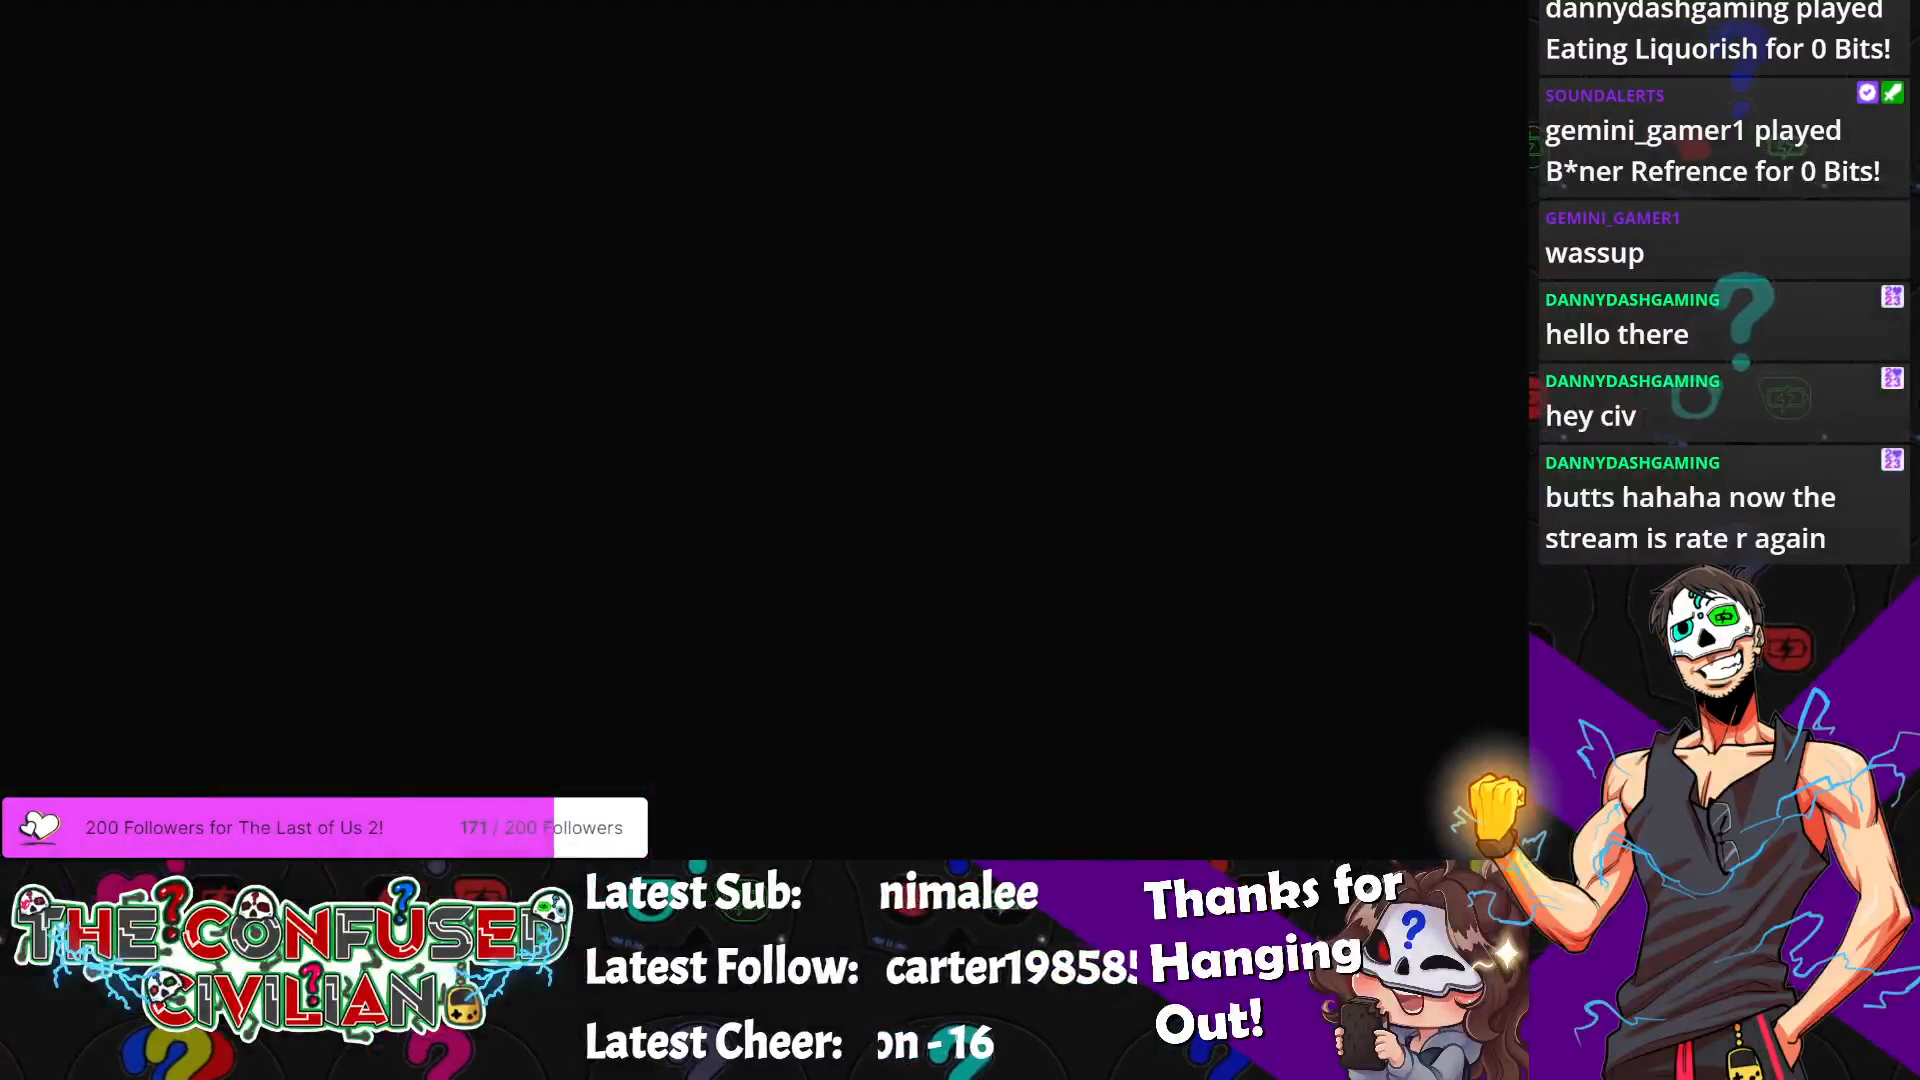 dannydashgaming played
Eating Liquorish for 0 Bits!
SOUNDALERTS
gemini_gamer1 played
B*ner Refrence for 0 Bits!
GEMINI_GAMER1
wassup
DANNYDASHGAMING
hello there
DANNYDASHGAMING
hey civ
DANNYDASHGAMING
butts hahaha now the
stream is rate r again
200 Followers for The Last of Us 2!
171 / 200 Followers
THE CONFUSED
CIVILIAN
Latest Sub: nimalee
Latest Follow: carter198585
Latest Cheer: on - 16
Thanks for
Hanging
Out!